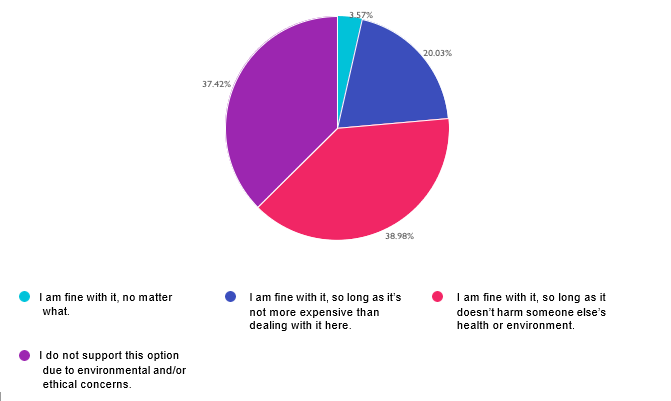 3.57%
20.03%
37.42%
38.98%
I am fine with it, no matter
what.
I am fine with it, so long as it’s
not more expensive than
dealing with it here.
I am fine with it, so long as it
doesn’t harm someone else’s
health or environment.
I do not support this option
due to environmental and/or
ethical concerns.